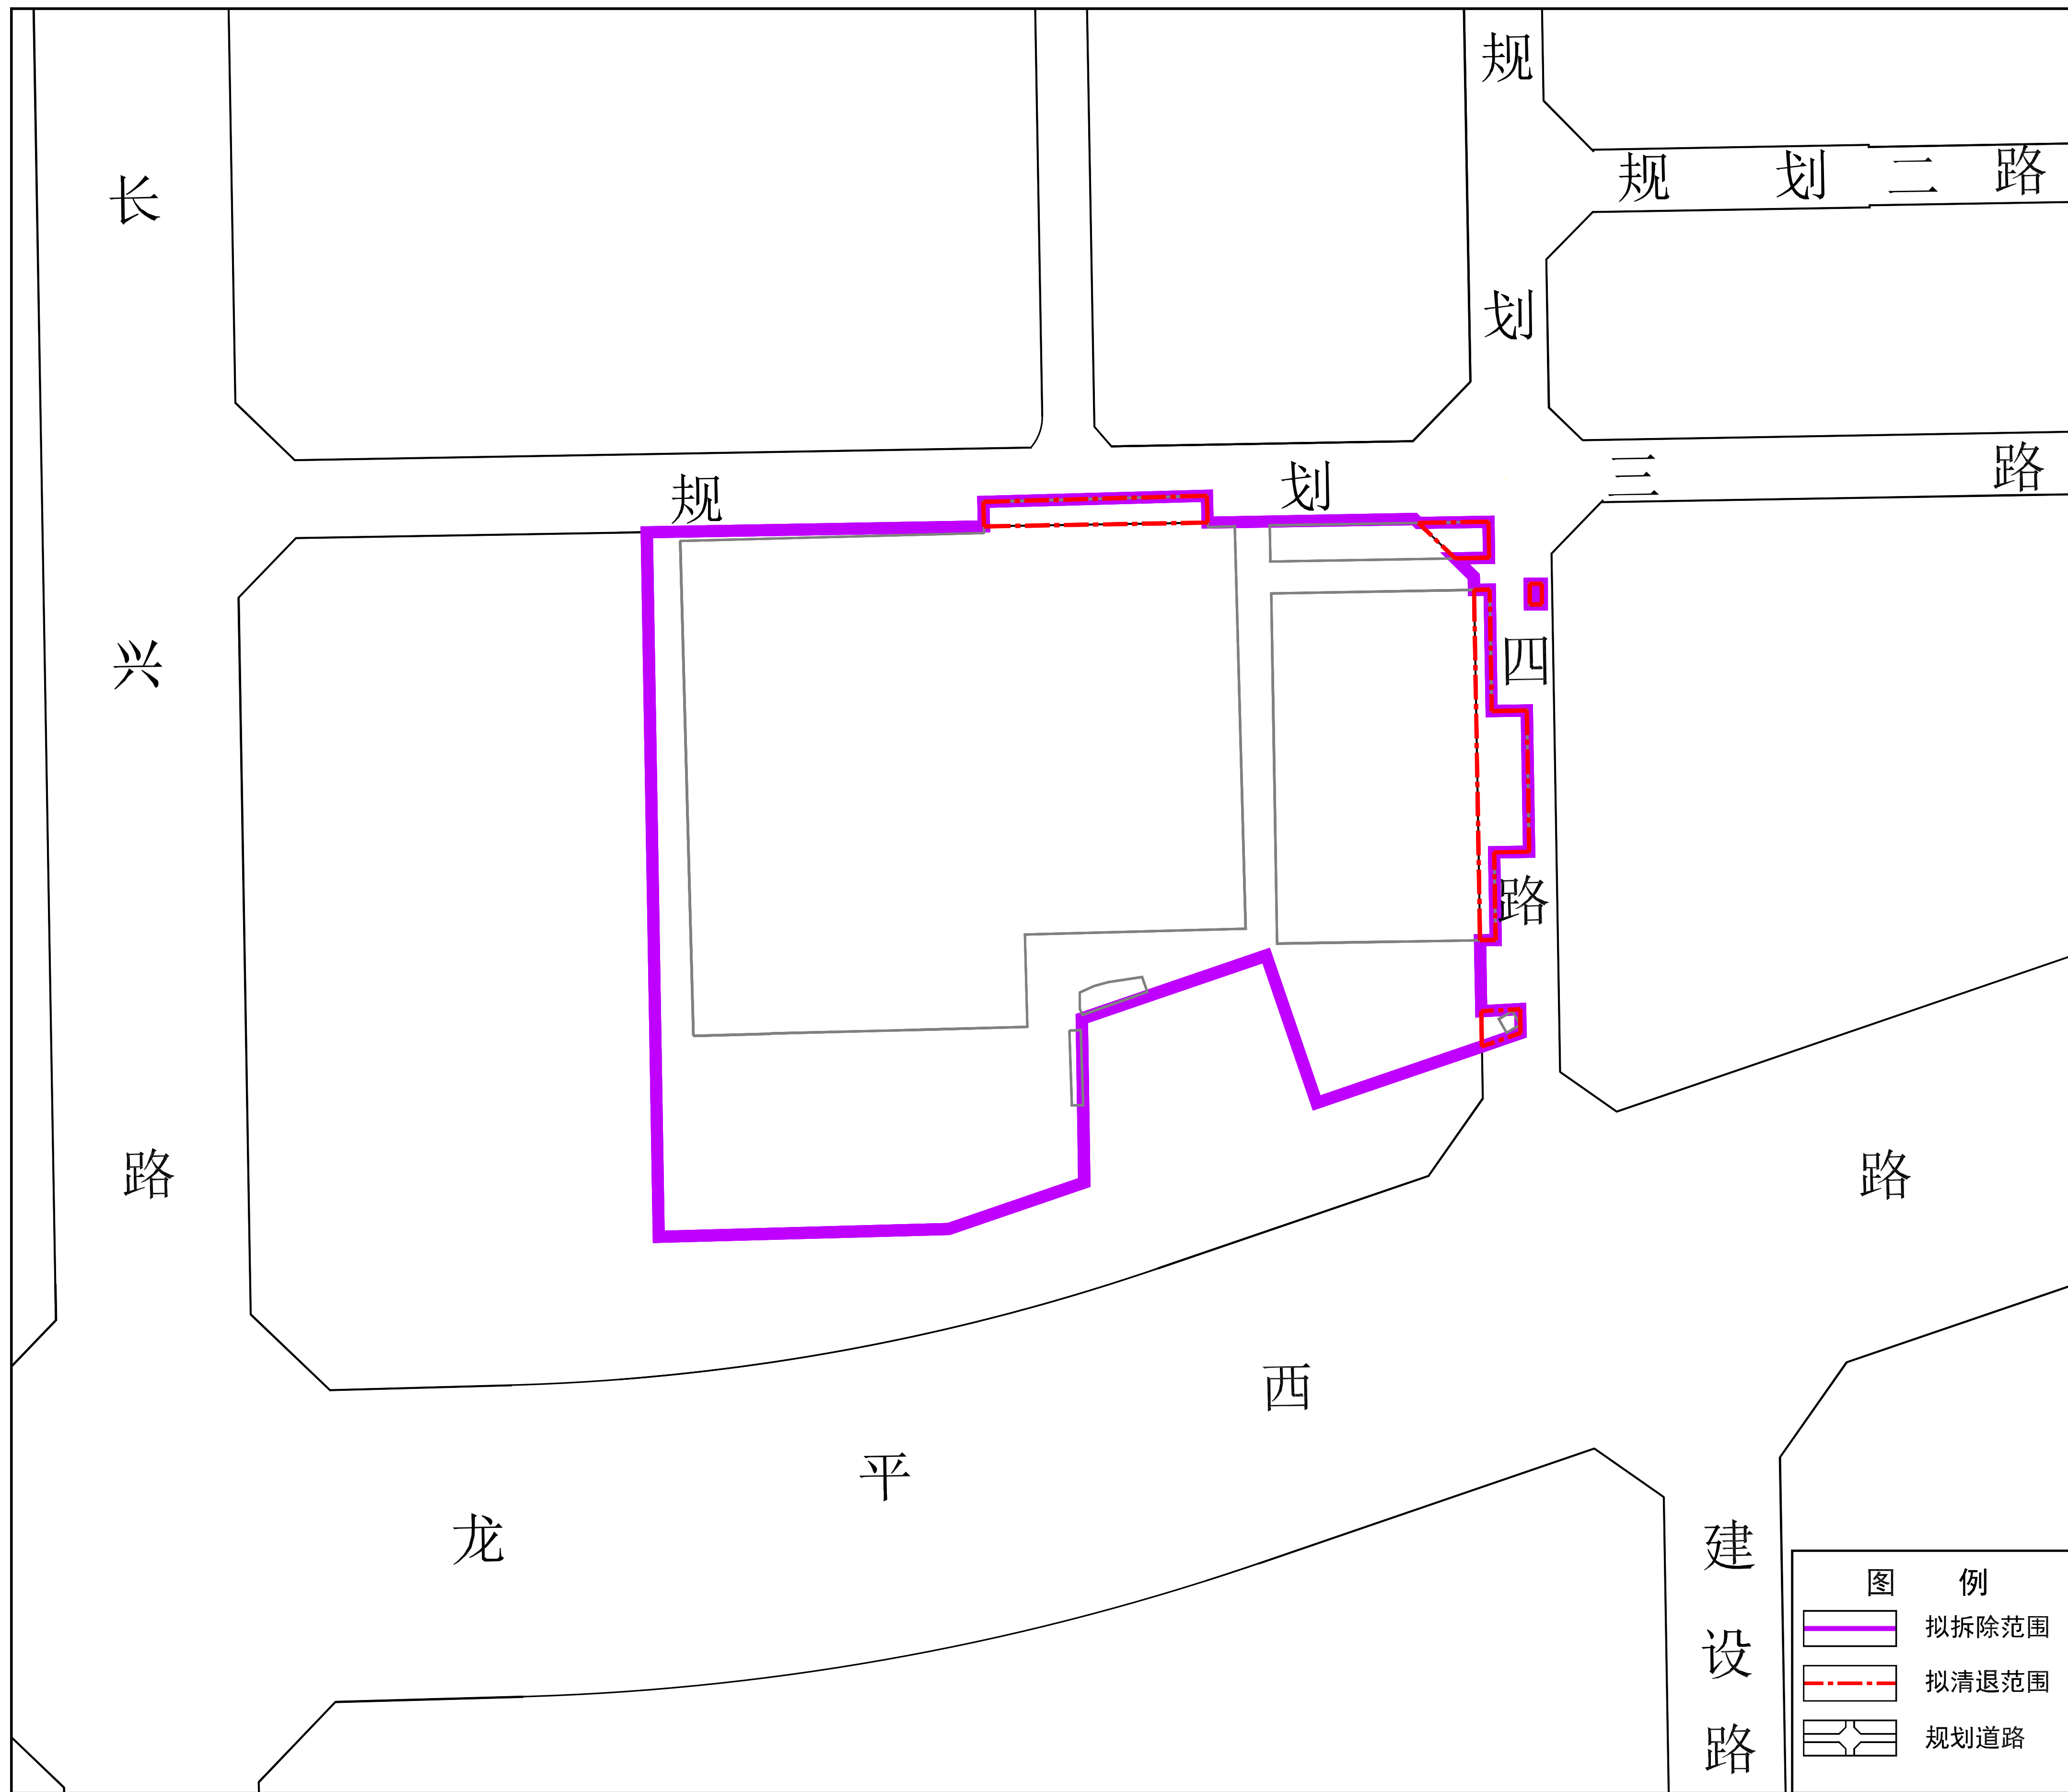 长兴路
规划二路
规划三路
规划四路
龙平西路
建设路
图 例
拟拆除范围
拟清退范围
规划道路